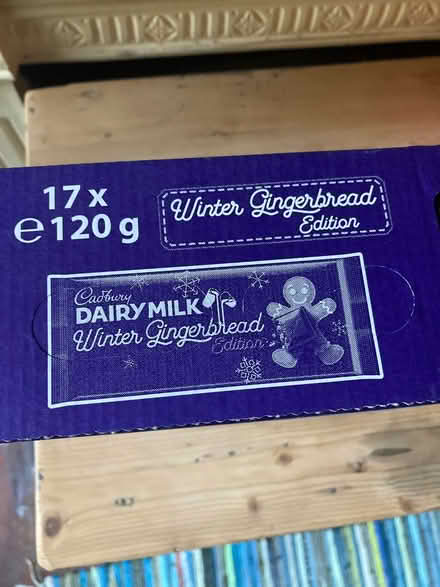 17 x
℮120 g
Winter Gingerbread
Edition
Cadbury
DAIRY MILK
Winter Gingerbread
Edition